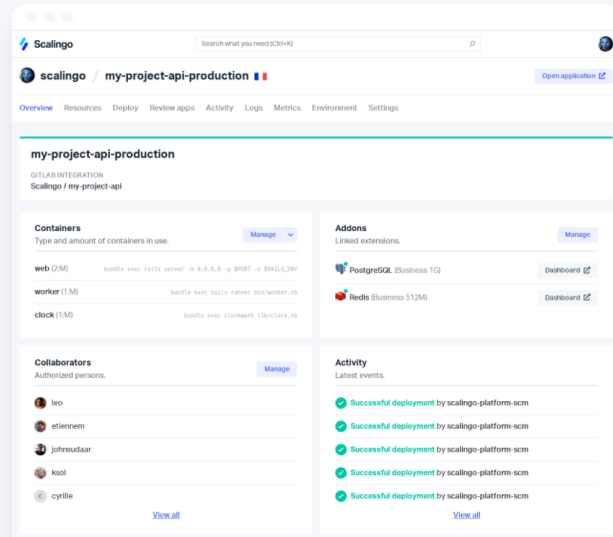 Scalingo
Search what you need (Ctrl+K)
scalingo / my-project-api-production
Open application
Overview Resources Deploy Review apps Activity Logs Metrics Environment Settings
my-project-api-production
GITLAB INTEGRATION
Scalingo / my-project-api
Containers
Type and amount of containers in use.
Manage
web (2:M) bundle exec rails server -b 0.0.0.0 -p $PORT -e $RAILS_ENV
worker (1:M) bundle exec rails runner bin/worker.rb
clock (1:M) bundle exec clockwork lib/clock.rb
Addons
Linked extensions.
Manage
PostgreSQL (Business 1G) Dashboard
Redis (Business 512M) Dashboard
Collaborators
Authorized persons.
Manage
leo
etiennem
johnsudaar
ksol
C cyrille
View all
Activity
Latest events.
Successful deployment by scalingo-platform-scm
Successful deployment by scalingo-platform-scm
Successful deployment by scalingo-platform-scm
Successful deployment by scalingo-platform-scm
Successful deployment by scalingo-platform-scm
View all